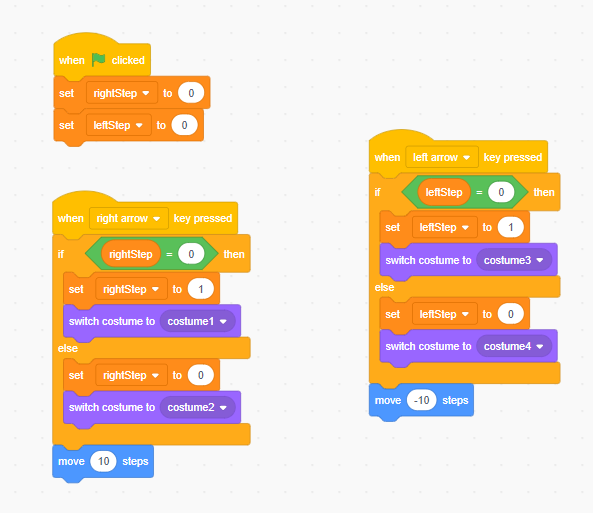 when clicked
set rightStep to 0
set leftStep to 0
when right arrow key pressed
if rightStep = 0 then
set rightStep to 1
switch costume to costume1
else
set rightStep to 0
switch costume to costume2
move 10 steps
when left arrow key pressed
if leftStep = 0 then
set leftStep to 1
switch costume to costume3
else
set leftStep to 0
switch costume to costume4
move -10 steps